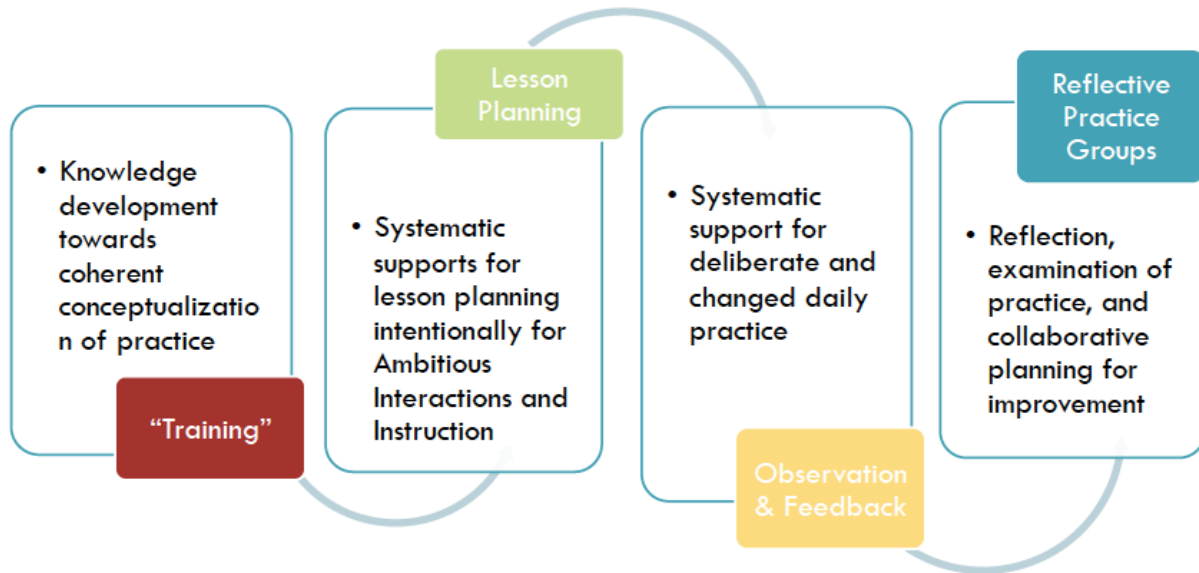 • Knowledge
development
towards
coherent
conceptualizatio
n of practice
“Training”
Lesson
Planning
• Systematic
supports for
lesson planning
intentionally for
Ambitious
Interactions and
Instruction
• Systematic
support for
deliberate and
changed daily
practice
Observation
& Feedback
Reflective
Practice
Groups
• Reflection,
examination of
practice, and
collaborative
planning for
improvement